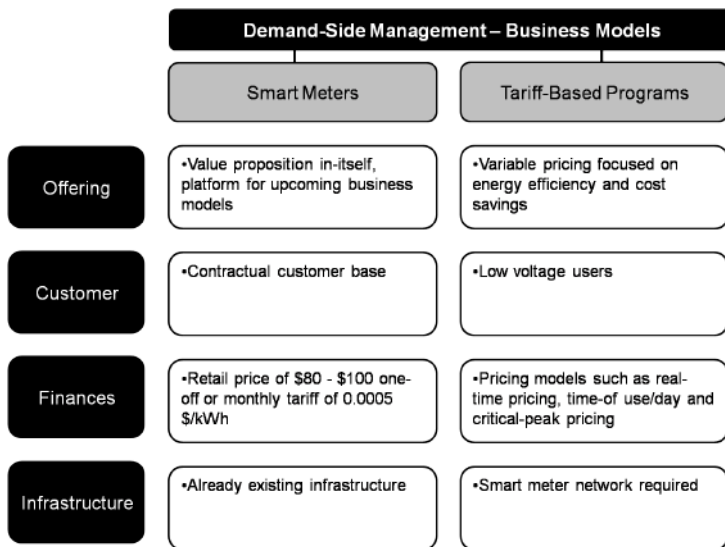 Demand-Side Management – Business Models
Smart Meters
Tariff-Based Programs
Offering
•Value proposition in-itself,
platform for upcoming business
models
•Variable pricing focused on
energy efficiency and cost
savings
Customer
•Contractual customer base
•Low voltage users
Finances
•Retail price of $80 - $100 one-
off or monthly tariff of 0.0005
$/kWh
•Pricing models such as real-
time pricing, time-of use/day and
critical-peak pricing
Infrastructure
•Already existing infrastructure
•Smart meter network required